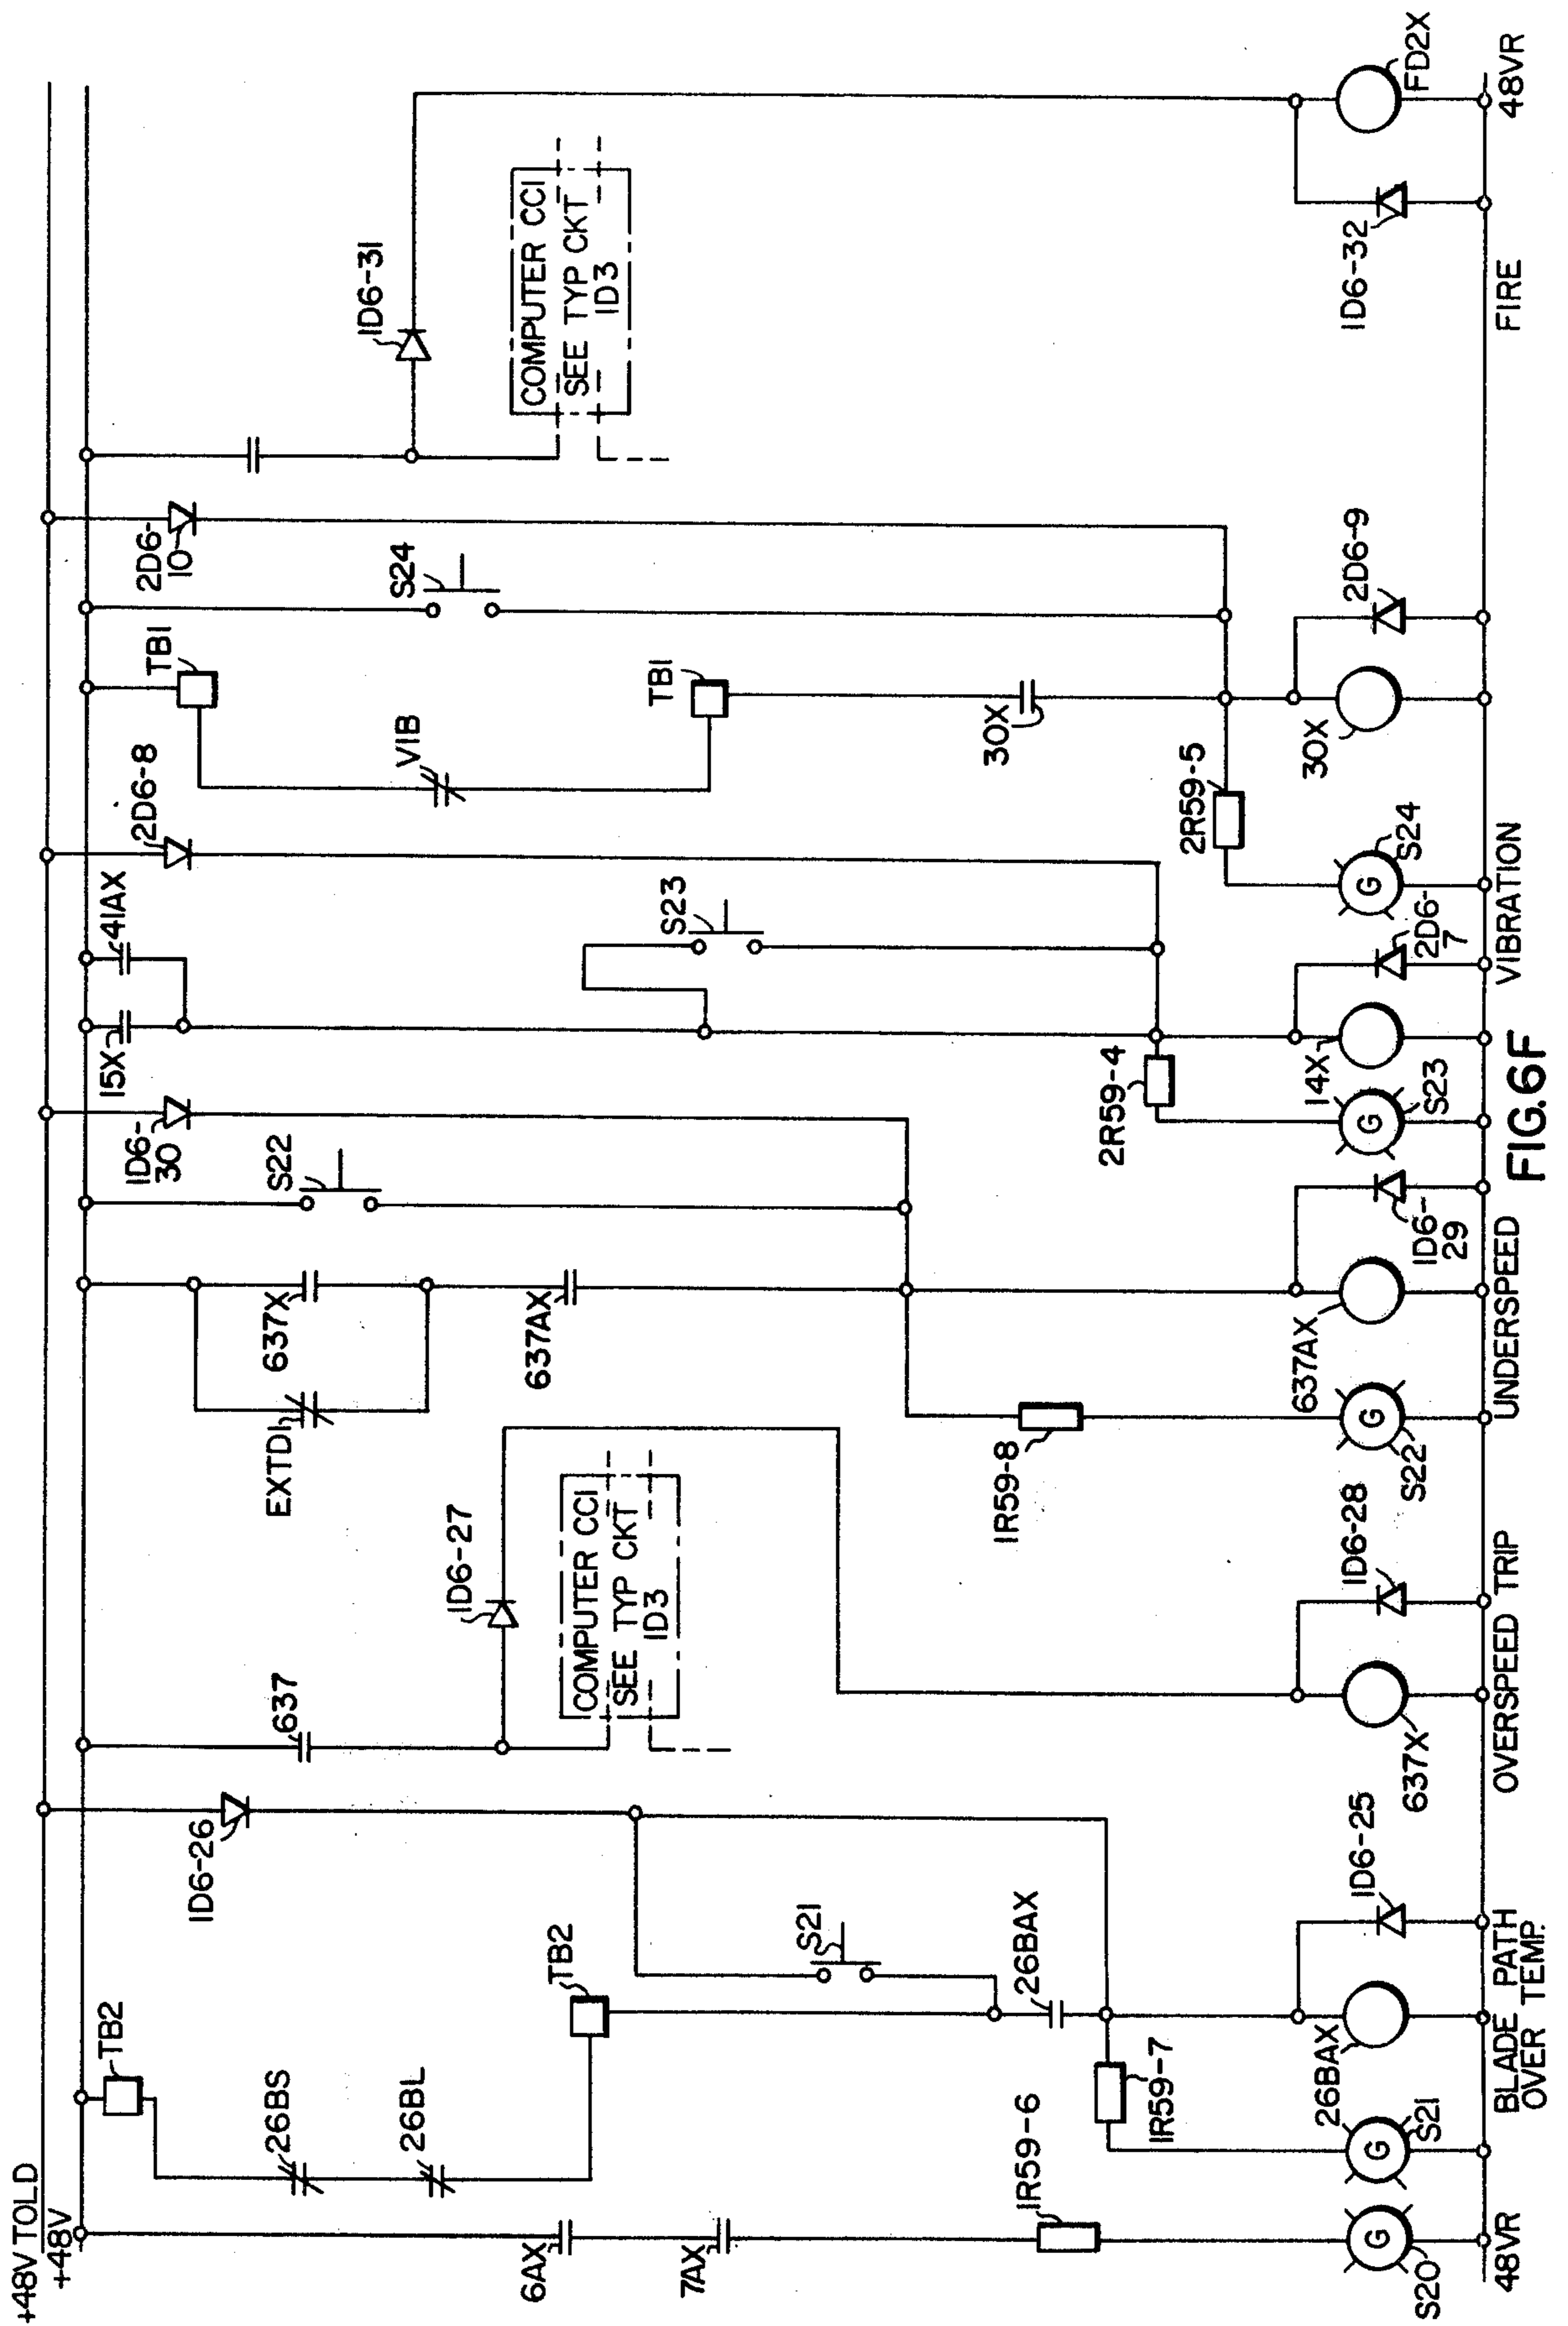 +48V TOLD
+48V
TB2
26BS
26BL
TB2
6AX
7AX
1R59-6
S20
G
48VR
1D6-26
S21
26BAX
1R59-7
G
S21
26BAX
1D6-25
BLADE PATH
OVER TEMP.
637
1D6-27
COMPUTER CCI
SEE TYP CKT
1D3
637X
1D6-28
OVERSPEED TRIP
EXTD1
637X
637AX
S22
1D6-
30
1R59-8
G
S22
637AX
1D6-
29
UNDERSPEED
15X
41AX
2D6-8
S23
2R59-4
G
S23
14X
2D6-
7
VIBRATION
TB1
VIB
TB1
30X
S24
2D6-
10
2R59-5
G
S24
30X
2D6-9
1D6-31
COMPUTER CCI
SEE TYP CKT
1D3
1D6-32
FD2X
FIRE
48VR
FIG.6F